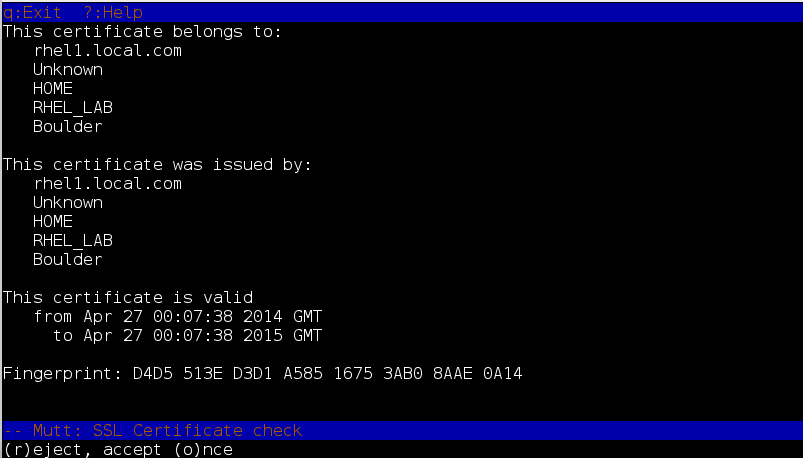 q:Exit  ?:Help
This certificate belongs to:
   rhel1.local.com
   Unknown
   HOME
   RHEL_LAB
   Boulder

This certificate was issued by:
   rhel1.local.com
   Unknown
   HOME
   RHEL_LAB
   Boulder

This certificate is valid
   from Apr 27 00:07:38 2014 GMT
     to Apr 27 00:07:38 2015 GMT

Fingerprint: D4D5 513E D3D1 A585 1675 3AB0 8AAE 0A14

-- Mutt: SSL Certificate check
(r)eject, accept (o)nce